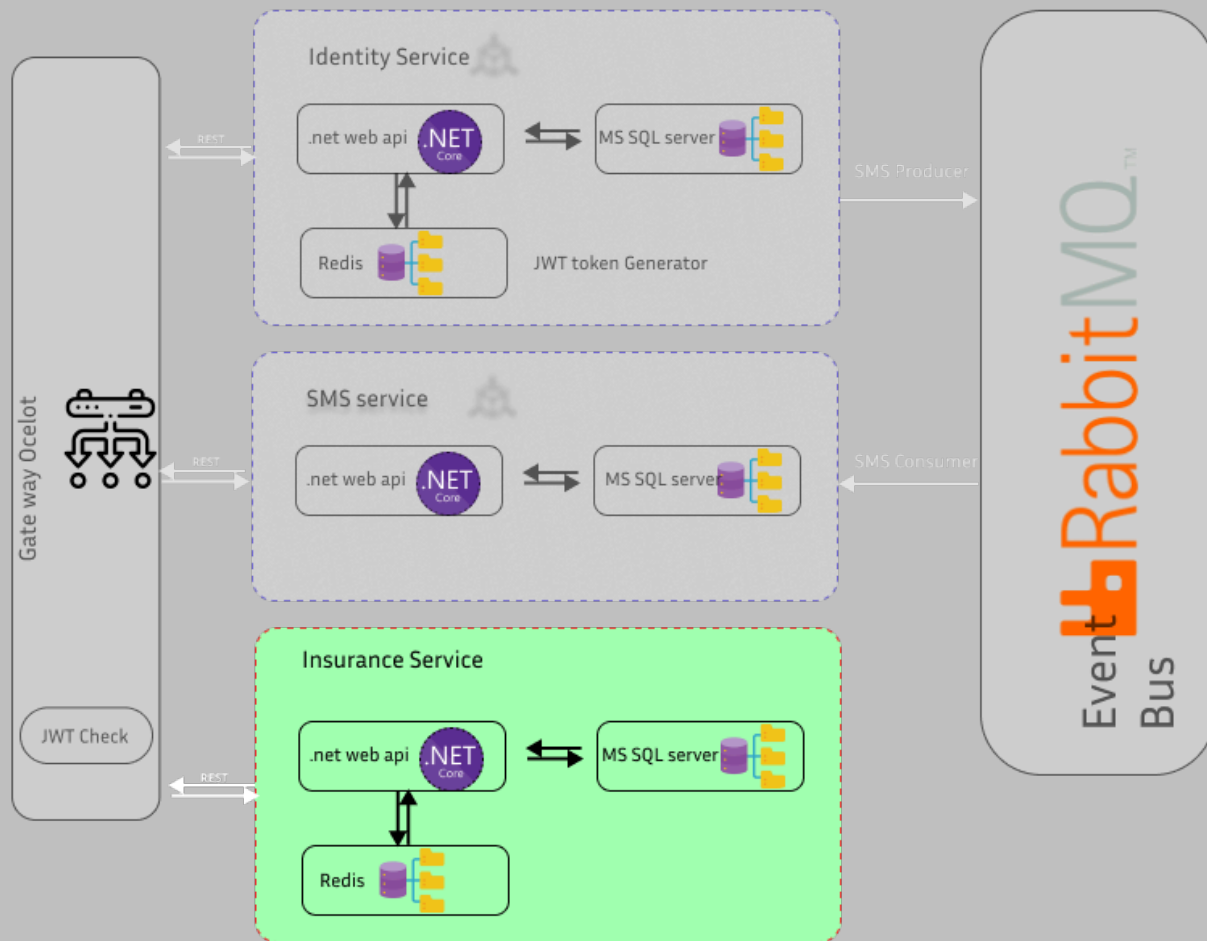 Identity Service
.net web api
.NET
Core
MS SQL server
Redis
JWT token Generator
REST
SMS Producer
SMS service
.net web api
.NET
Core
MS SQL server
REST
SMS Consumer
Gate way Ocelot
JWT Check
REST
Insurance Service
.net web api
.NET
Core
MS SQL server
Redis
RabbitMQ™
Event
Bus